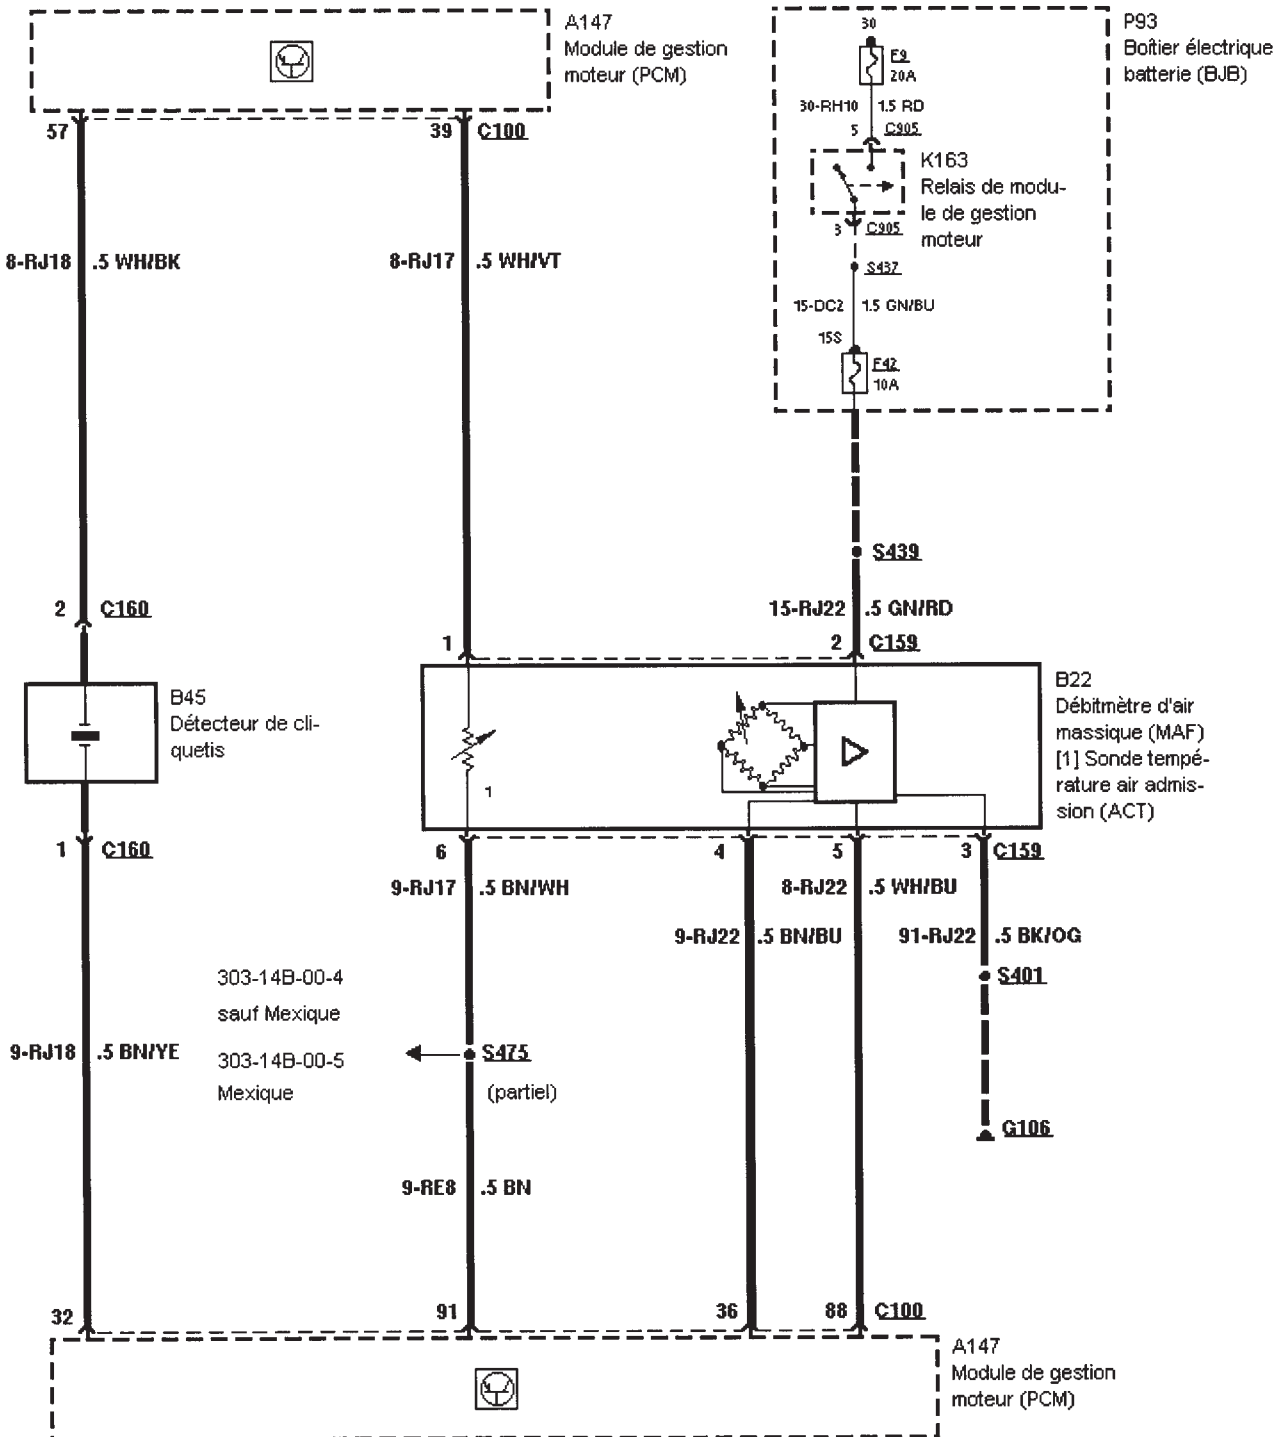 A147
Module de gestion
moteur (PCM)
P93
Boîtier électrique
batterie (BJB)
30
F9
20A
30-RH10 1.5 RD
5 C905
K163
Relais de modu-
le de gestion
moteur
3 C905
S437
15-DC2 1.5 GN/BU
15S
F42
10A
57
39 C100
8-RJ18 .5 WH/BK
8-RJ17 .5 WH/VT
S439
15-RJ22 .5 GN/RD
2 C160
1
2 C159
B45
Détecteur de cli-
quetis
B22
Débitmètre d'air
massique (MAF)
[1] Sonde tempé-
rature air admis-
sion (ACT)
1
1 C160
6
4
5
3 C159
9-RJ17 .5 BN/WH
8-RJ22 .5 WH/BU
9-RJ22 .5 BN/BU
91-RJ22 .5 BK/OG
303-14B-00-4
sauf Mexique
S401
9-RJ18 .5 BN/YE
303-14B-00-5
Mexique
S475
(partiel)
G106
9-RE8 .5 BN
32
91
36
88 C100
A147
Module de gestion
moteur (PCM)